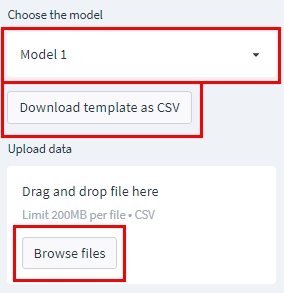 Choose the model
Model 1
Download template as CSV
Upload data
Drag and drop file here
Limit 200MB per file • CSV
Browse files